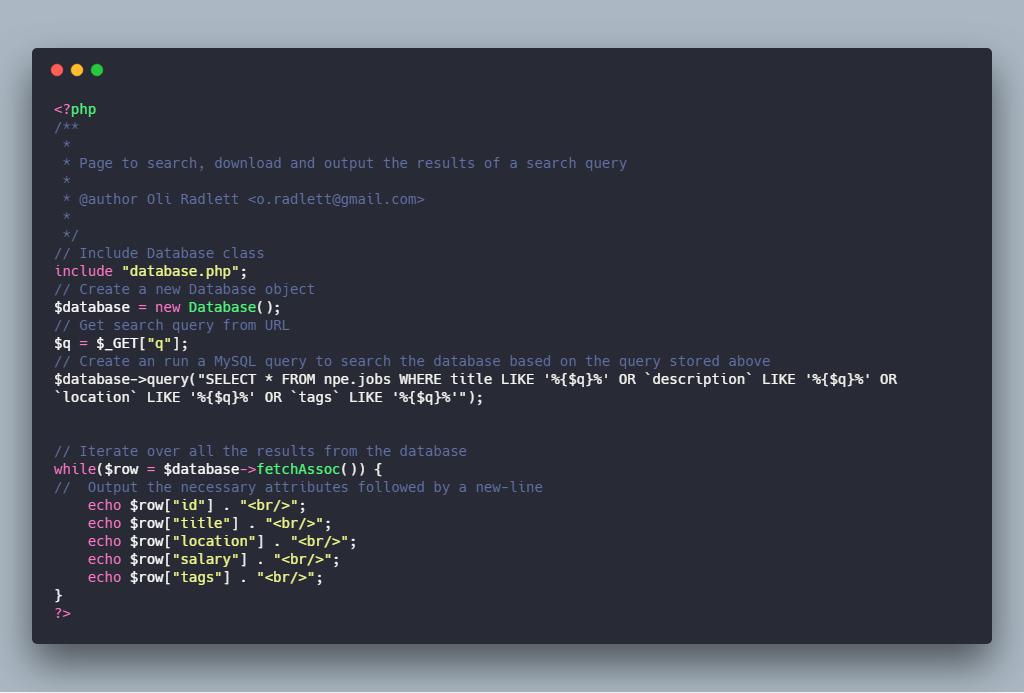 <?php
/**
 *
 * Page to search, download and output the results of a search query
 *
 * @author Oli Radlett <o.radlett@gmail.com>
 *
 */
// Include Database class
include "database.php";
// Create a new Database object
$database = new Database();
// Get search query from URL
$q = $_GET["q"];
// Create an run a MySQL query to search the database based on the query stored above
$database->query("SELECT * FROM npe.jobs WHERE title LIKE '%{$q}%' OR `description` LIKE '%{$q}%' OR
`location` LIKE '%{$q}%' OR `tags` LIKE '%{$q}%'");
// Iterate over all the results from the database
while($row = $database->fetchAssoc()) {
//  Output the necessary attributes followed by a new-line
    echo $row["id"] . "<br/>";
    echo $row["title"] . "<br/>";
    echo $row["location"] . "<br/>";
    echo $row["salary"] . "<br/>";
    echo $row["tags"] . "<br/>";
}
?>